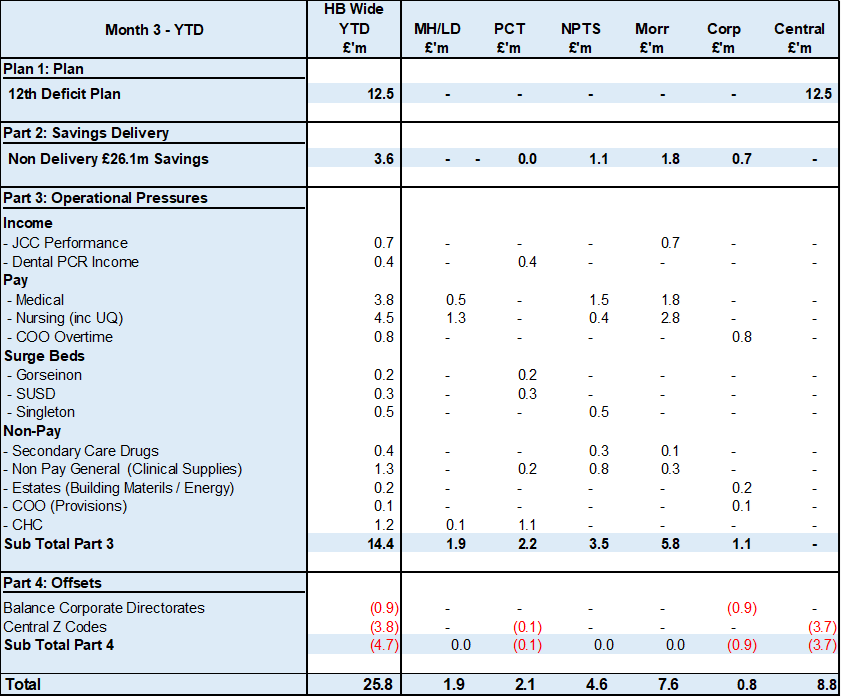 HB Wide
Month 3 - YTD YTD MH/LD PCT NPTS Morr Corp Central
£'m £'m £'m £'m £'m £'m £'m
Plan 1: Plan
12th Deficit Plan 12.5 - - - - - 12.5
Part 2: Savings Delivery
Non Delivery £26.1m Savings 3.6 - - 0.0 1.1 1.8 0.7 -
Part 3: Operational Pressures
Income
- JCC Performance 0.7 - - - 0.7 - -
- Dental PCR Income 0.4 - 0.4 - - - -
Pay
- Medical 3.8 0.5 - 1.5 1.8 - -
- Nursing (inc UQ) 4.5 1.3 - 0.4 2.8 - -
- COO Overtime 0.8 - - - - 0.8 -
Surge Beds
- Gorseinon 0.2 - 0.2 - - - -
- SUSD 0.3 - 0.3 - - - -
- Singleton 0.5 - - 0.5 - - -
Non-Pay
- Secondary Care Drugs 0.4 - - 0.3 0.1 - -
- Non Pay General (Clinical Supplies) 1.3 - 0.2 0.8 0.3 - -
- Estates (Building Materils / Energy) 0.2 - - - - 0.2 -
- COO (Provisions) 0.1 - - - - 0.1 -
- CHC 1.2 0.1 1.1 - - - -
Sub Total Part 3 14.4 1.9 2.2 3.5 5.8 1.1 -
Part 4: Offsets
Balance Corporate Directorates (0.9) - - - - (0.9) -
Central Z Codes (3.8) - (0.1) - - - (3.7)
Sub Total Part 4 (4.7) 0.0 (0.1) 0.0 0.0 (0.9) (3.7)
Total 25.8 1.9 2.1 4.6 7.6 0.8 8.8